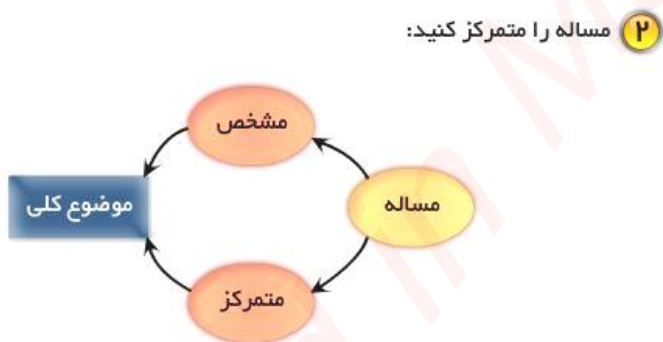 ۲ مساله را متمرکز کنید:
مشخص
مساله
موضوع کلی
متمرکز